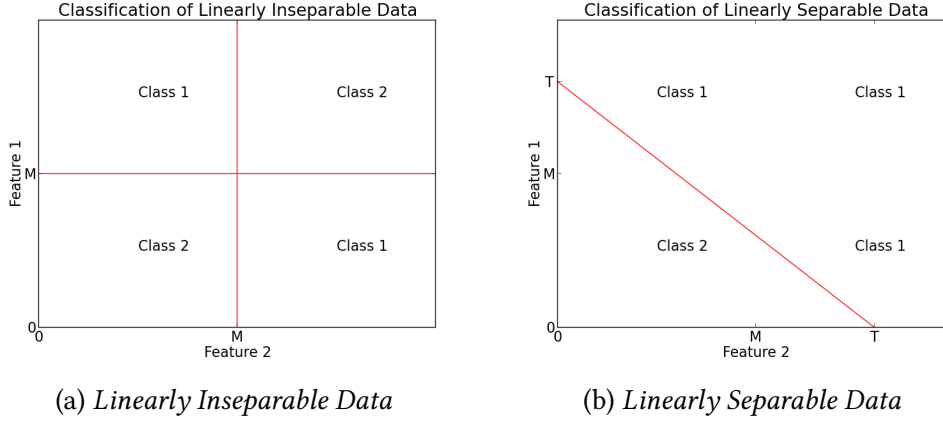 Classification of Linearly Inseparable Data
Class 1
Class 2
Feature 1
M
Class 2
Class 1
0
0
M
Feature 2
(a) Linearly Inseparable Data
Classification of Linearly Separable Data
T
Class 1
Class 1
Feature 1
M
Class 2
Class 1
0
0
M
T
Feature 2
(b) Linearly Separable Data